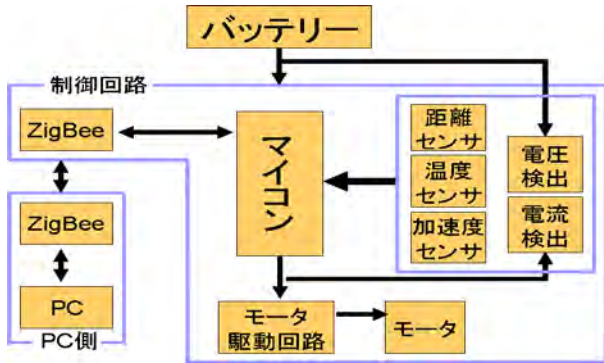 バッテリー
制御回路
ZigBee
マイコン
距離
センサ
温度
センサ
加速度
センサ
電圧
検出
電流
検出
ZigBee
PC
PC側
モータ
駆動回路
モータ